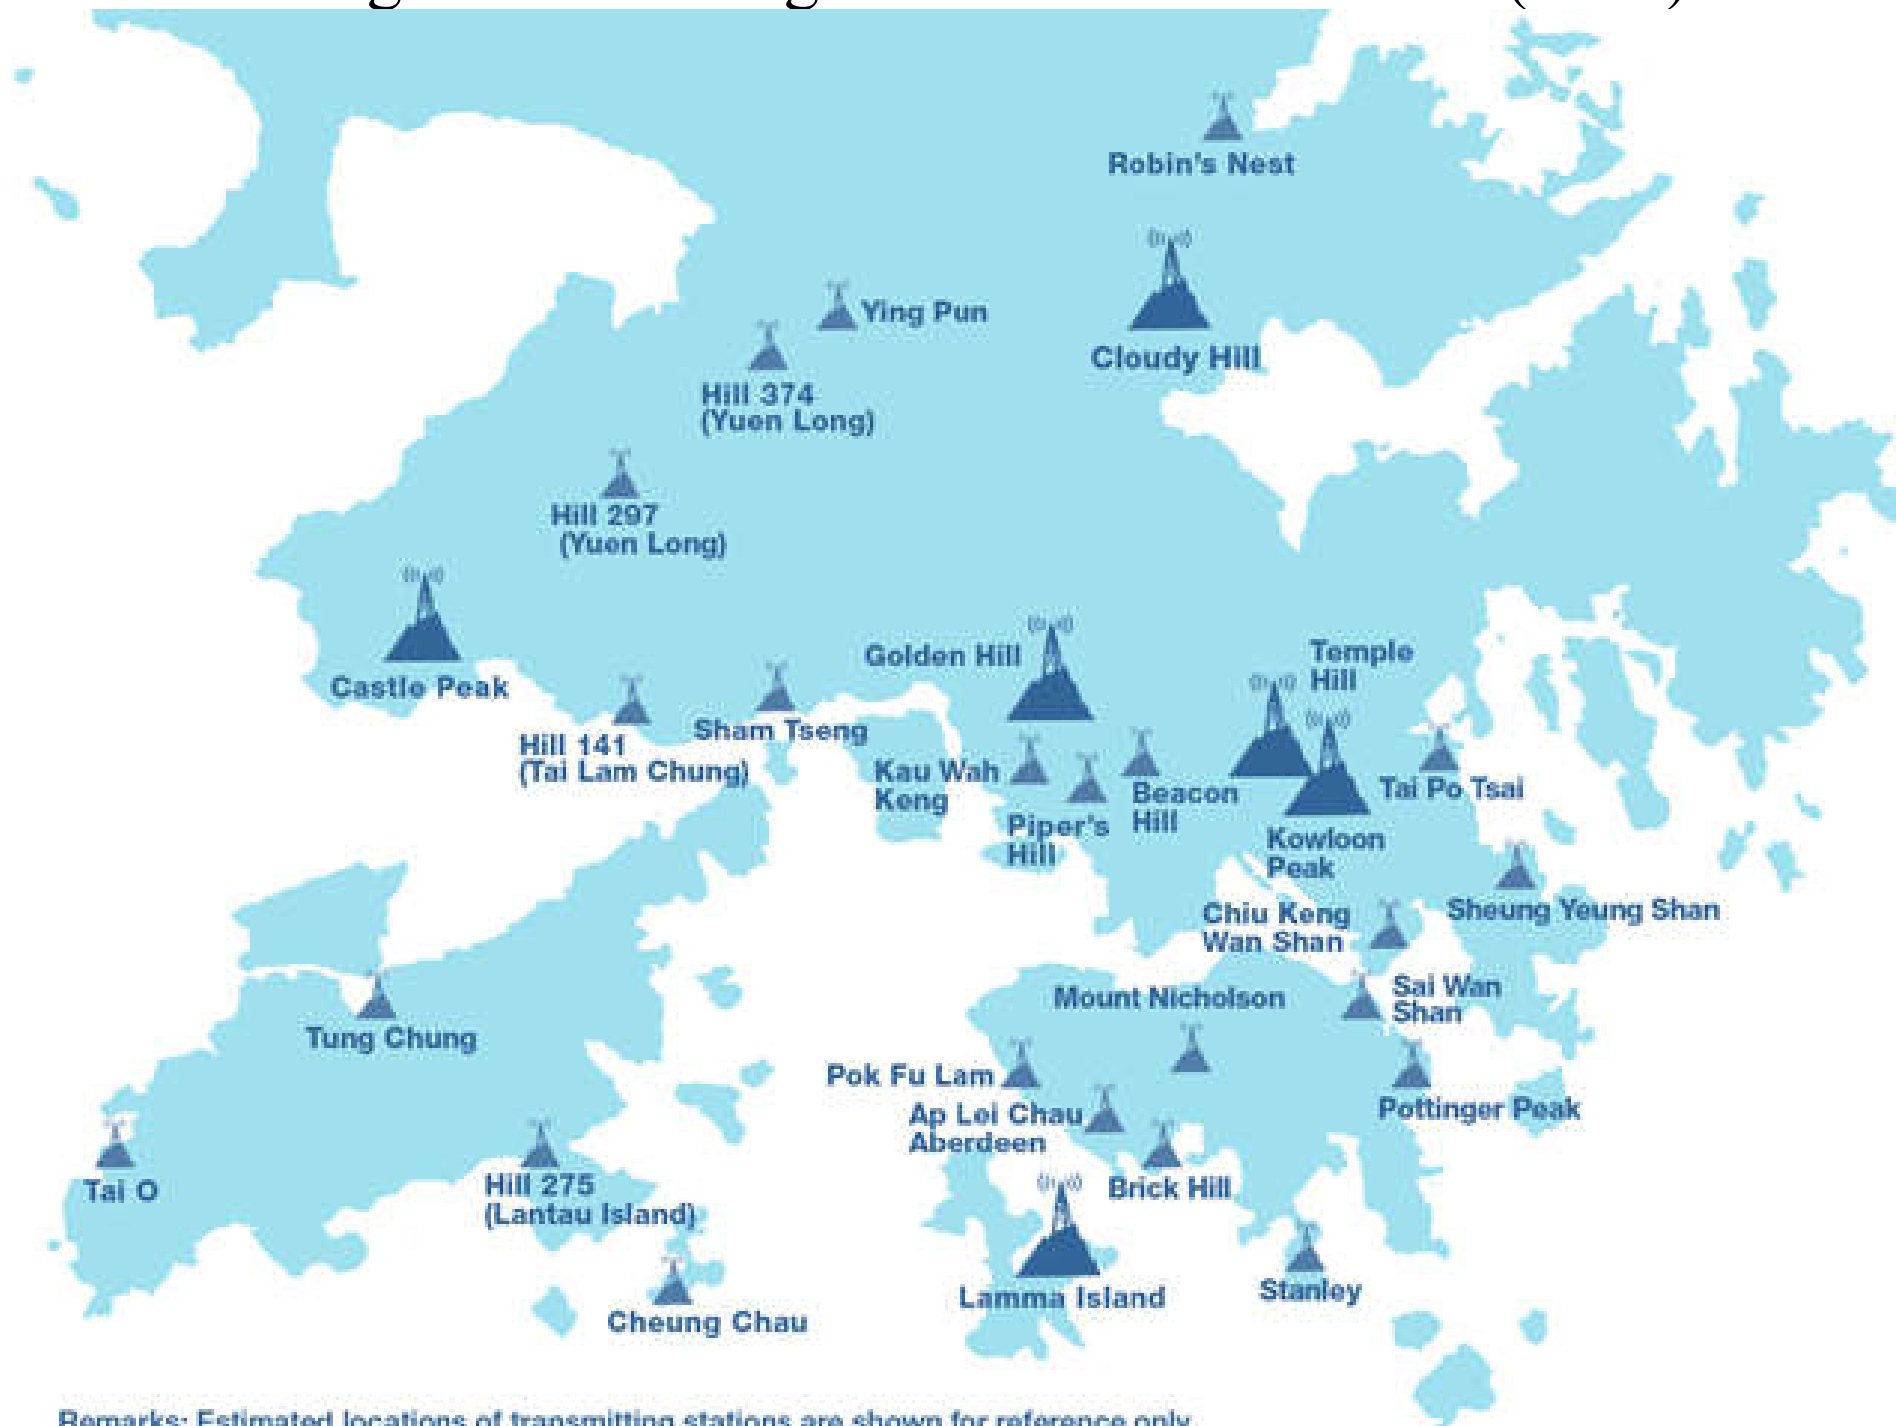 Robin's Nest
Ying Pun
Cloudy Hill
Hill 374
(Yuen Long)
Hill 297
(Yuen Long)
Castle Peak
Golden Hill
Temple
Hill
Hill 141
(Tai Lam Chung)
Sham Tseng
Kau Wah
Keng
Piper's
Hill
Beacon
Hill
Tai Po Tsai
Kowloon
Peak
Chiu Keng
Wan Shan
Sheung Yeung Shan
Mount Nicholson
Sai Wan
Shan
Tung Chung
Pok Fu Lam
Ap Lei Chau
Aberdeen
Pottinger Peak
Tai O
Hill 275
(Lantau Island)
Brick Hill
Lamma Island
Stanley
Cheung Chau
Remarks: Estimated locations of transmitting stations are shown for reference only